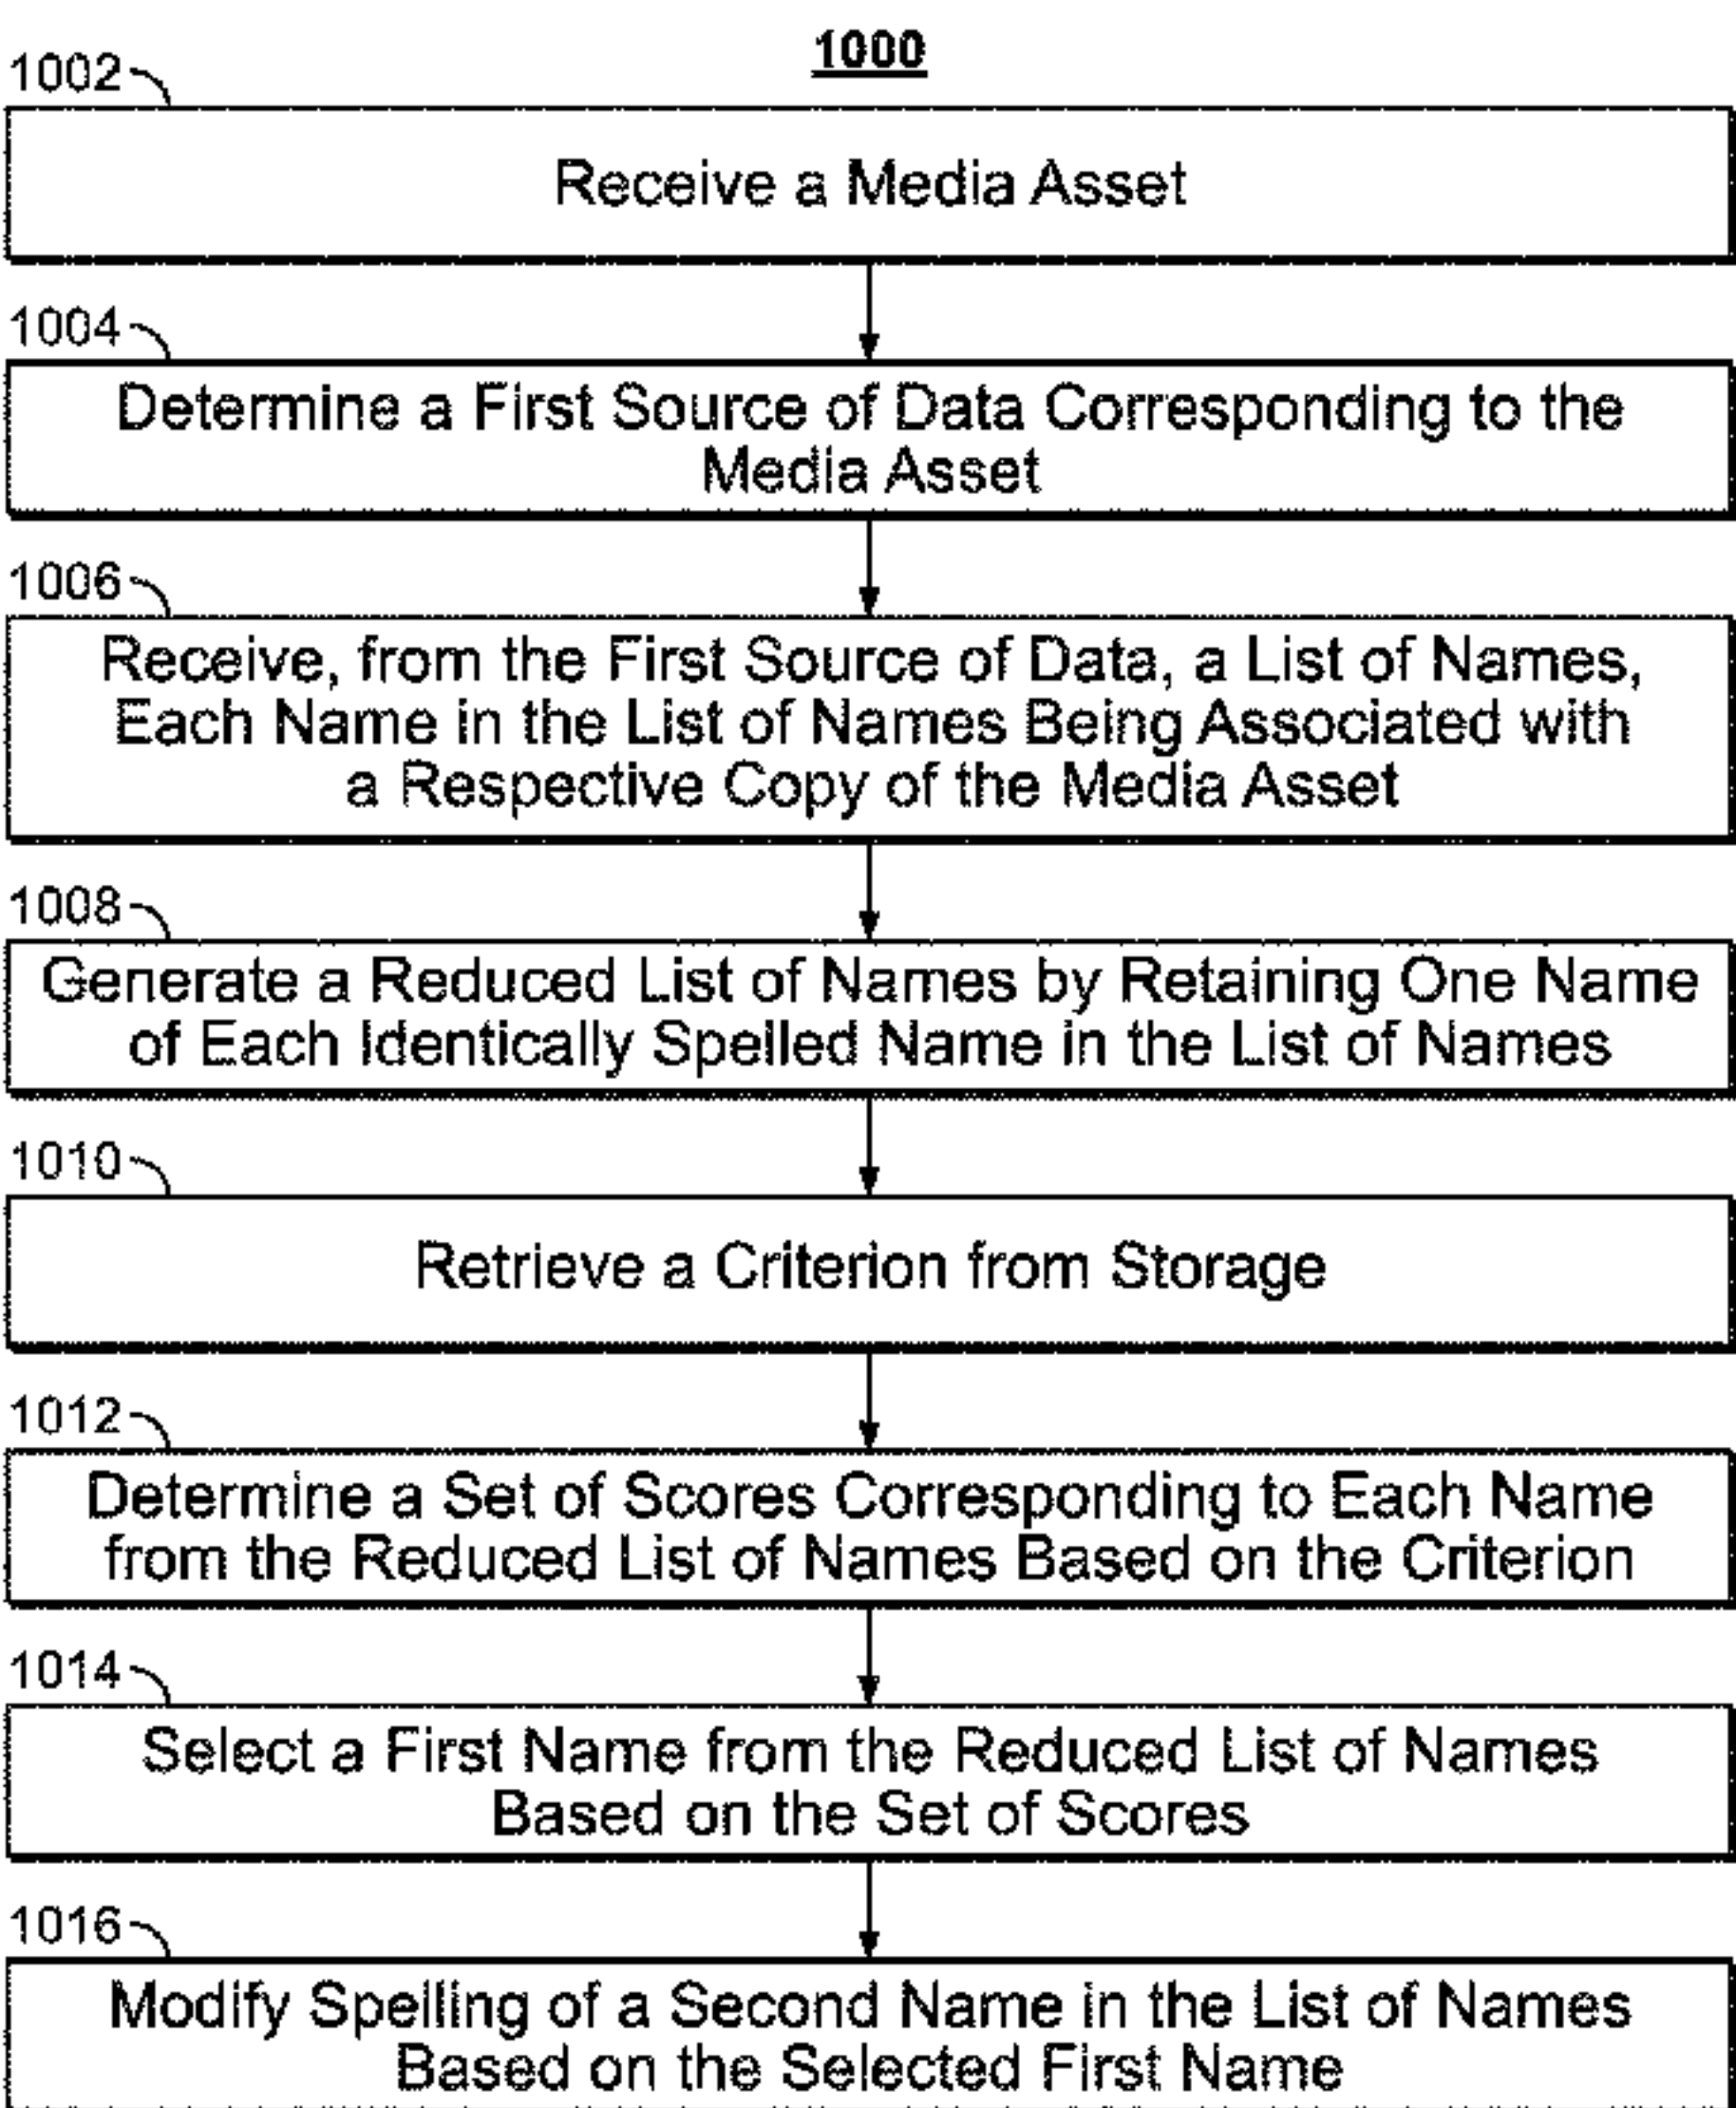 1000
1002
Receive a Media Asset
1004
Determine a First Source of Data Corresponding to the
Media Asset
1006
Receive, from the First Source of Data, a List of Names,
Each Name in the List of Names Being Associated with
a Respective Copy of the Media Asset
1008
Generate a Reduced List of Names by Retaining One Name
of Each Identically Spelled Name in the List of Names
1010
Retrieve a Criterion from Storage
1012
Determine a Set of Scores Corresponding to Each Name
from the Reduced List of Names Based on the Criterion
1014
Select a First Name from the Reduced List of Names
Based on the Set of Scores
1016
Modify Spelling of a Second Name in the List of Names
Based on the Selected First Name